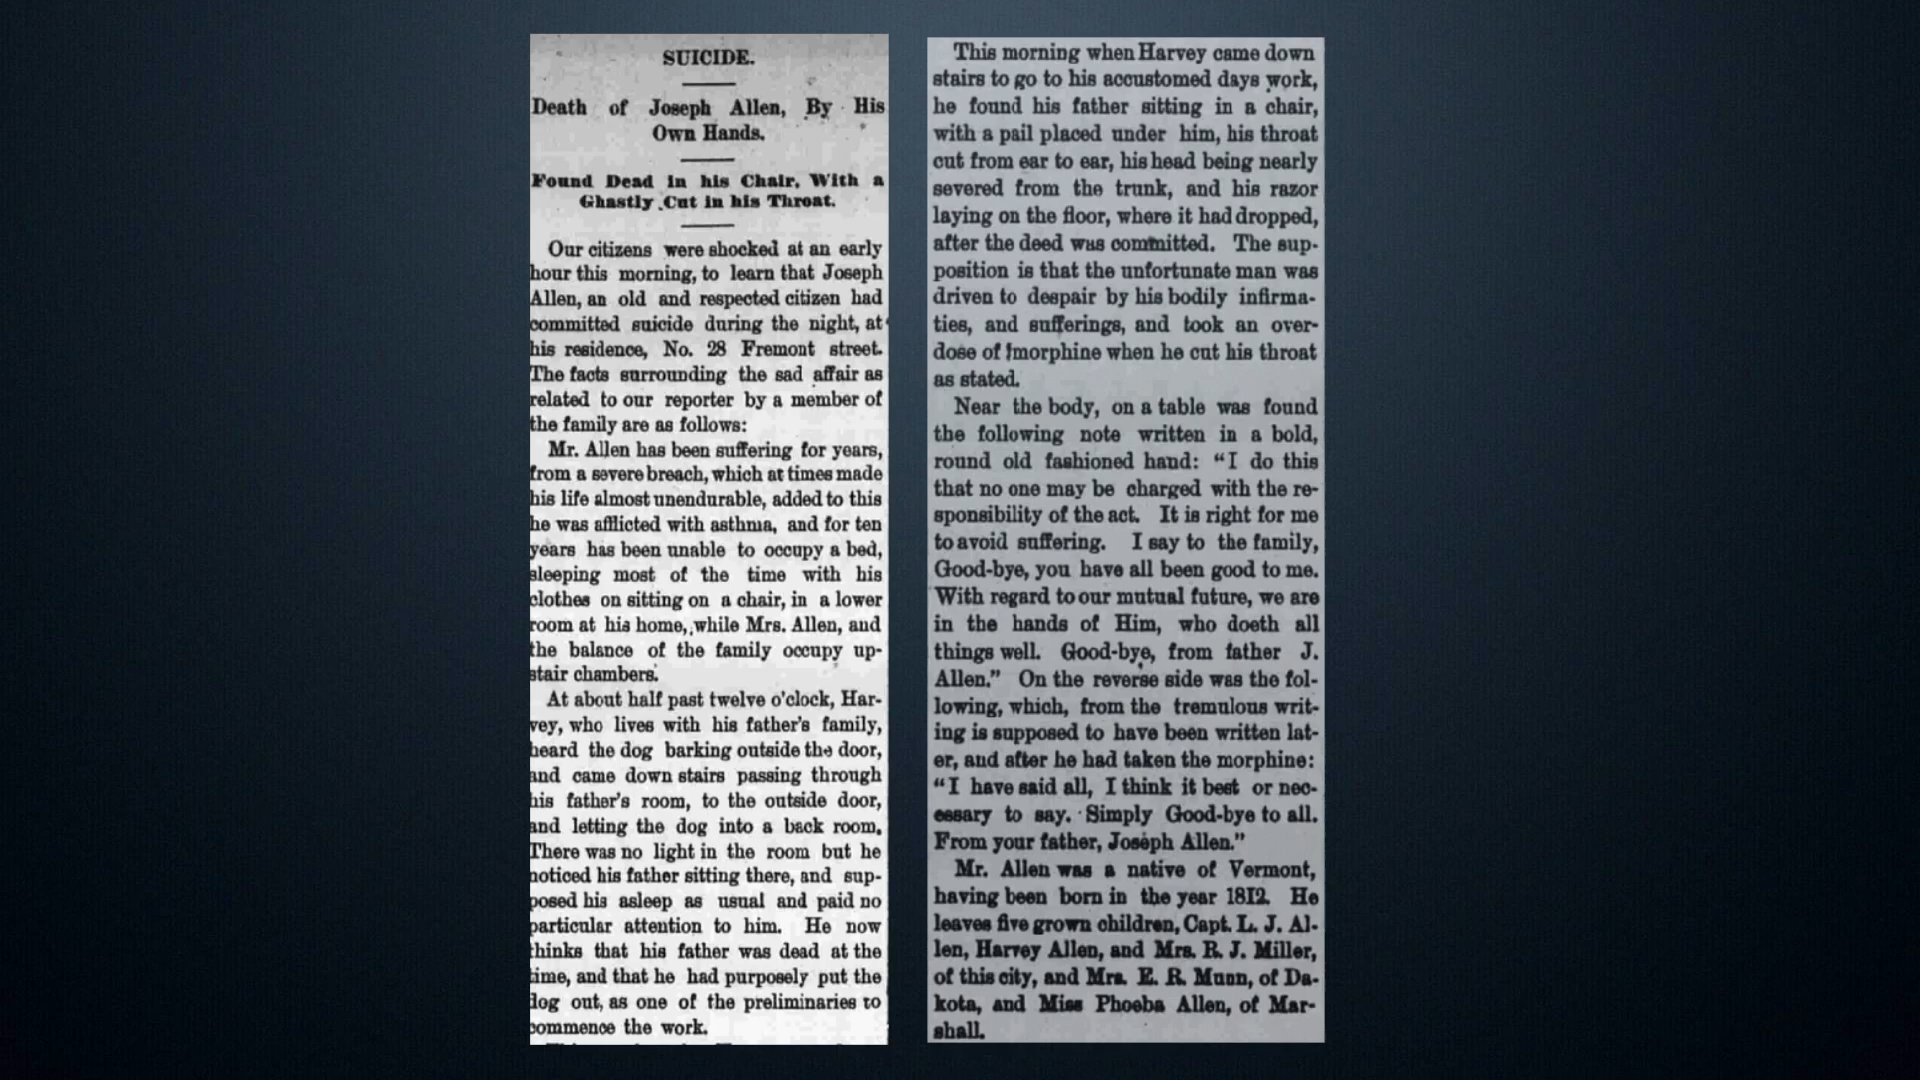 SUICIDE.
Death of Joseph Allen, By His
Own Hands.
Found Dead in his Chair, With a
Ghastly Cut in his Throat.
Our citizens were shocked at an early
hour this morning, to learn that Joseph
Allen, an old and respected citizen had
committed suicide during the night, at
his residence, No. 28 Fremont street.
The facts surrounding the sad affair as
related to our reporter by a member of
the family are as follows:
Mr. Allen has been suffering for years,
from a severe breach, which at times made
his life almost unendurable, added to this
he was afflicted with asthma, and for ten
years has been unable to occupy a bed,
sleeping most of the time with his
clothes on sitting on a chair, in a lower
room at his home, while Mrs. Allen, and
the balance of the family occupy up-
stair chambers.
At about half past twelve o'clock, Har-
vey, who lives with his father's family,
heard the dog barking outside the door,
and came down stairs passing through
his father's room, to the outside door,
and letting the dog into a back room.
There was no light in the room but he
noticed his father sitting there, and sup-
posed his asleep as usual and paid no
particular attention to him. He now
thinks that his father was dead at the
time, and that he had purposely put the
dog out, as one of the preliminaries to
commence the work.
This morning when Harvey came down
stairs to go to his accustomed days work,
he found his father sitting in a chair,
with a pail placed under him, his throat
cut from ear to ear, his head being nearly
severed from the trunk, and his razor
laying on the floor, where it had dropped,
after the deed was committed. The sup-
position is that the unfortunate man was
driven to despair by his bodily infirma-
ties, and sufferings, and took an over-
dose of morphine when he cut his throat
as stated.
Near the body, on a table was found
the following note written in a bold,
round old fashioned hand: "I do this
that no one may be charged with the re-
sponsibility of the act. It is right for me
to avoid suffering. I say to the family,
Good-bye, you have all been good to me.
With regard to our mutual future, we are
in the hands of Him, who doeth all
things well. Good-bye, from father J.
Allen." On the reverse side was the fol-
lowing, which, from the tremulous writ-
ing is supposed to have been written lat-
er, and after he had taken the morphine:
"I have said all, I think it best or nec-
essary to say. Simply Good-bye to all.
From your father, Joseph Allen."
Mr. Allen was a native of Vermont,
having been born in the year 1812. He
leaves five grown children, Capt. L. J. Al-
len, Harvey Allen, and Mrs. R. J. Miller,
of this city, and Mrs. E. R. Munn, of Da-
kota, and Miss Phoeba Allen, of Mar-
shall.